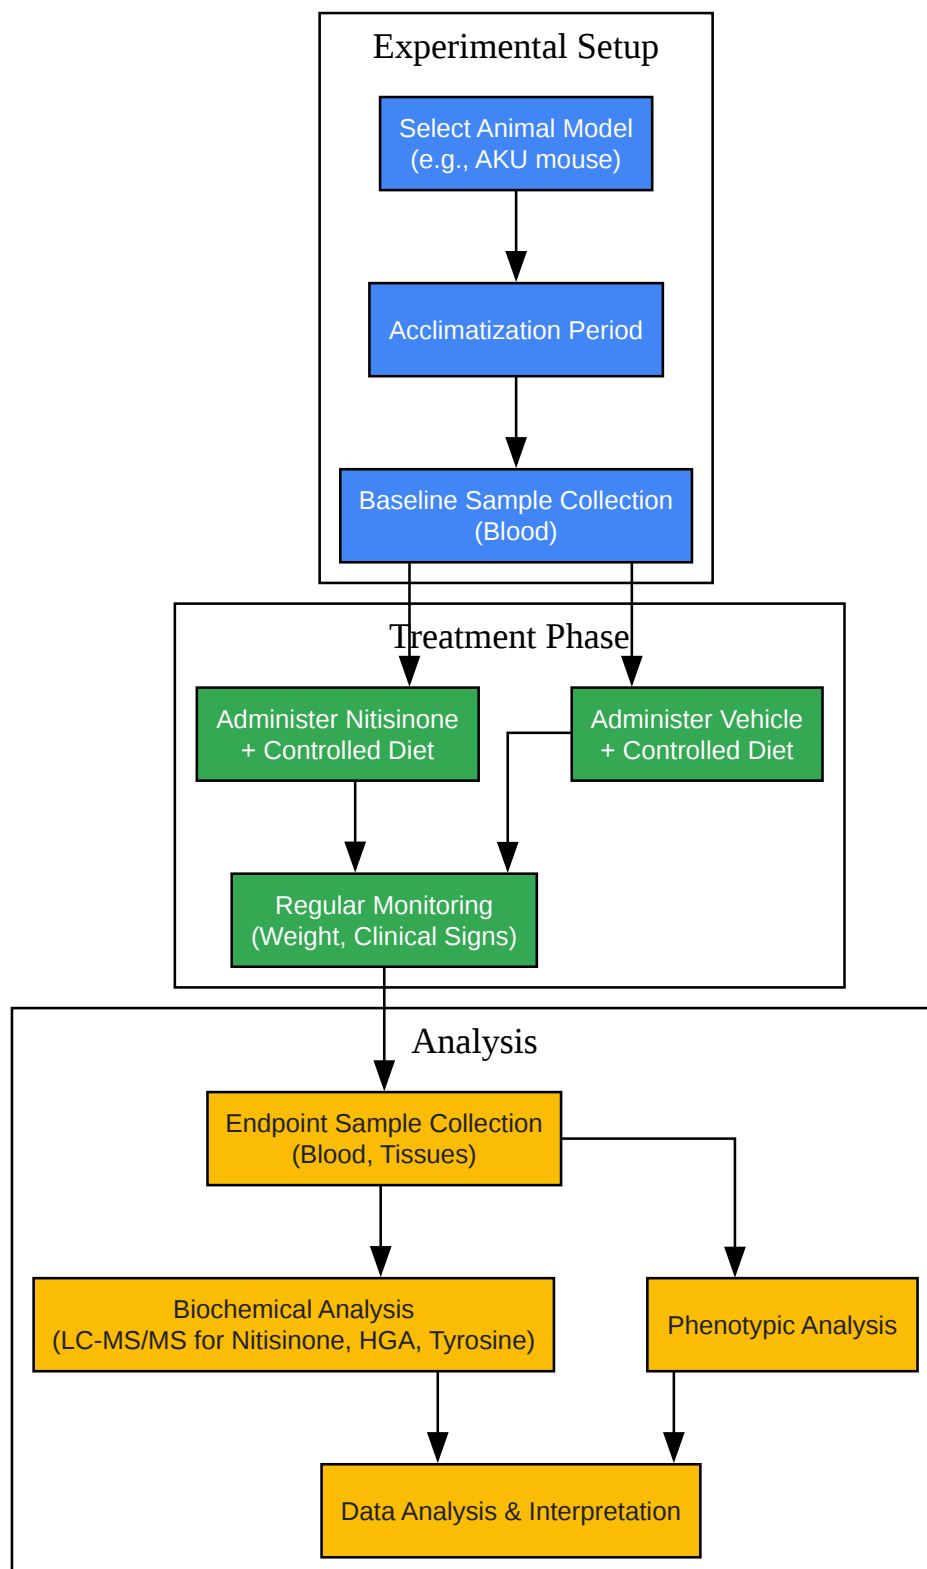 Experimental Setup
Select Animal Model
(e.g., AKU mouse)
Acclimatization Period
Baseline Sample Collection
(Blood)
Treatment Phase
Administer Nitisinone
+ Controlled Diet
Administer Vehicle
+ Controlled Diet
Regular Monitoring
(Weight, Clinical Signs)
Analysis
Endpoint Sample Collection
(Blood, Tissues)
Biochemical Analysis
(LC-MS/MS for Nitisinone, HGA, Tyrosine)
Phenotypic Analysis
Data Analysis & Interpretation